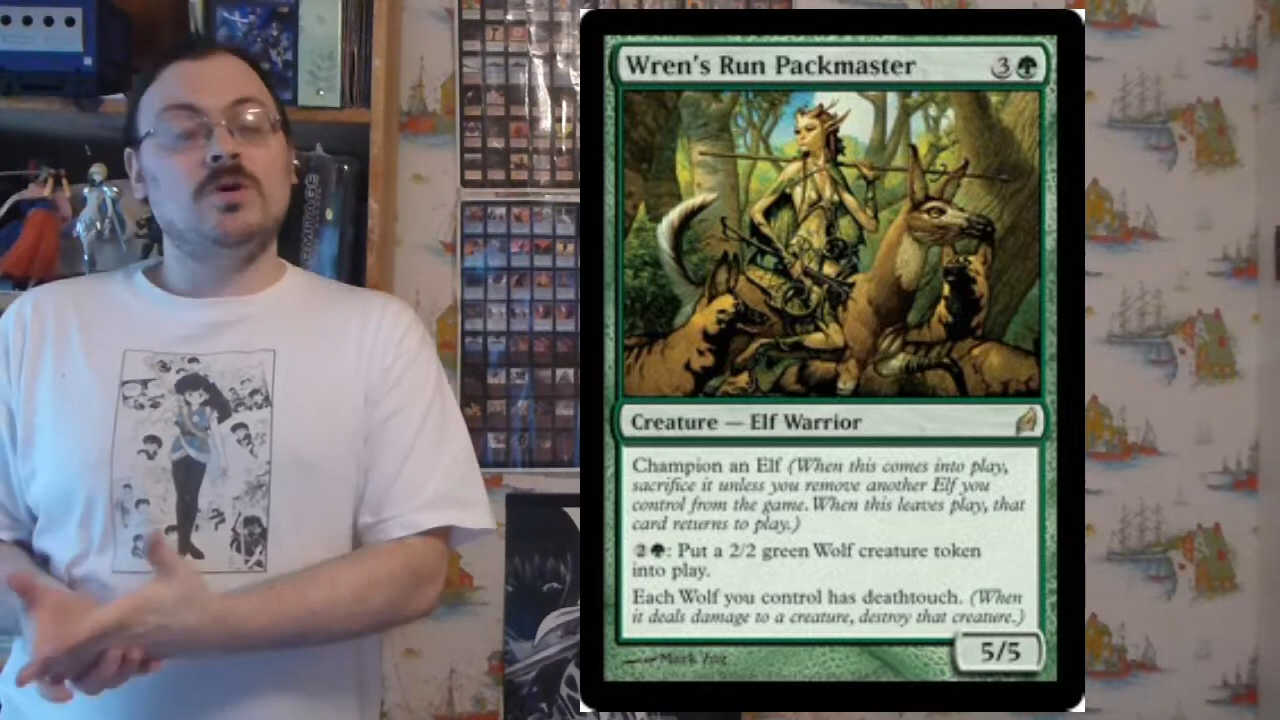 Wren's Run Packmaster 3
Creature — Elf Warrior
Champion an Elf (When this comes into play,
sacrifice it unless you remove another Elf you
control from the game. When this leaves play, that
card returns to play.)
2: Put a 2/2 green Wolf creature token
into play.
Each Wolf you control has deathtouch. (When
it deals damage to a creature, destroy that creature.)
5/5
Mark Zug